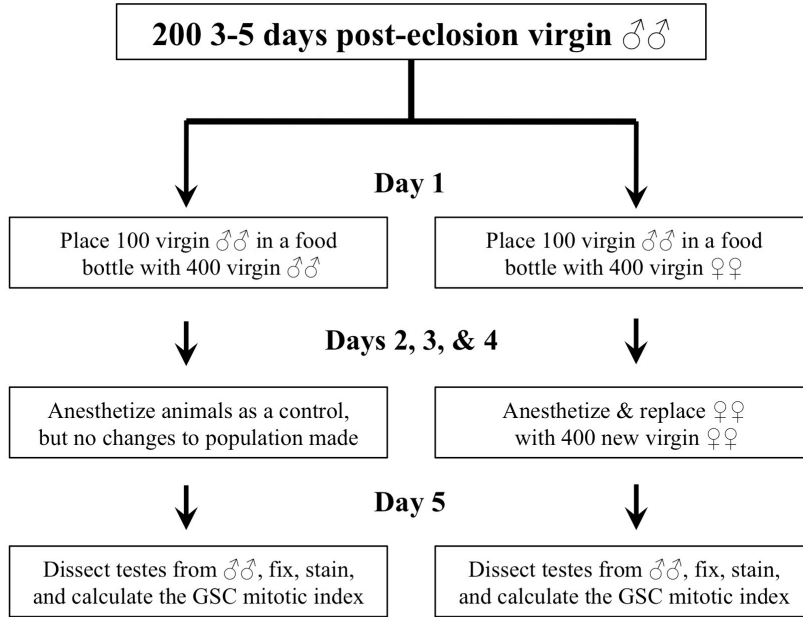 200 3-5 days post-eclosion virgin ♂♂
Day 1
Place 100 virgin ♂♂ in a food
bottle with 400 virgin ♂♂
Place 100 virgin ♂♂ in a food
bottle with 400 virgin ♀♀
Days 2, 3, & 4
Anesthetize animals as a control,
but no changes to population made
Anesthetize & replace ♀♀
with 400 new virgin ♀♀
Day 5
Dissect testes from ♂♂, fix, stain,
and calculate the GSC mitotic index
Dissect testes from ♂♂, fix, stain,
and calculate the GSC mitotic index